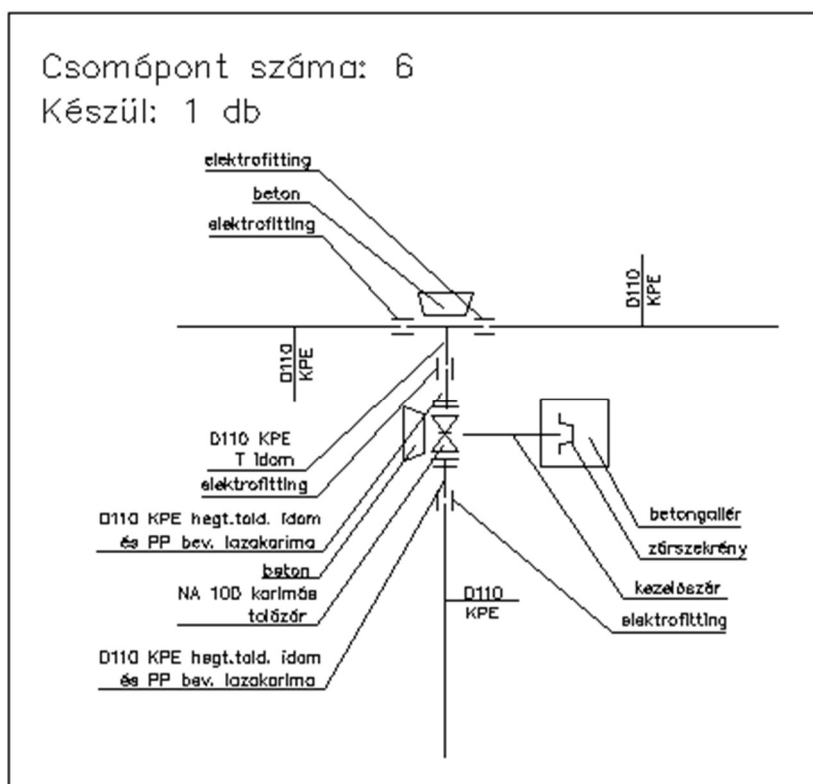 Csomópont száma: 6
Készül: 1 db
elektrofitting
beton
elektrofitting
D110
KPE
D110
KPE
D110 KPE
T idom
elektrofitting
D110 KPE hegt.told. idom
és PP bev. lazakarima
beton
NA 100 karimás
tolózár
D110 KPE hegt.told. idom
és PP bev. lazakarima
D110
KPE
betongallér
zárszekrény
kezelőszár
elektrofitting